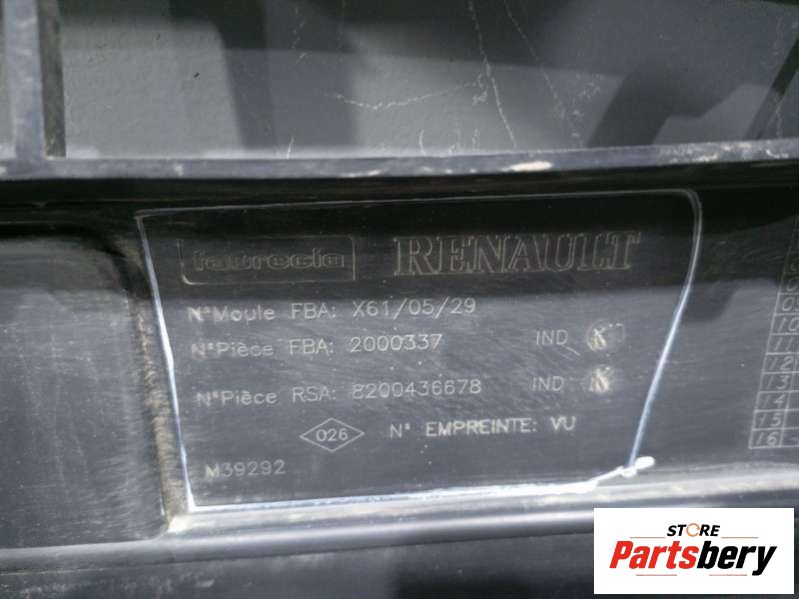 faurecia RENAULT
N°Moule FBA: X61/05/29
N°Pièce FBA: 2000337 IND K
N°Pièce RSA: 8200436678 IND K
026 N° EMPREINTE: VU
M39292
10
11
12
13
14
15
16
STORE
Partsbery